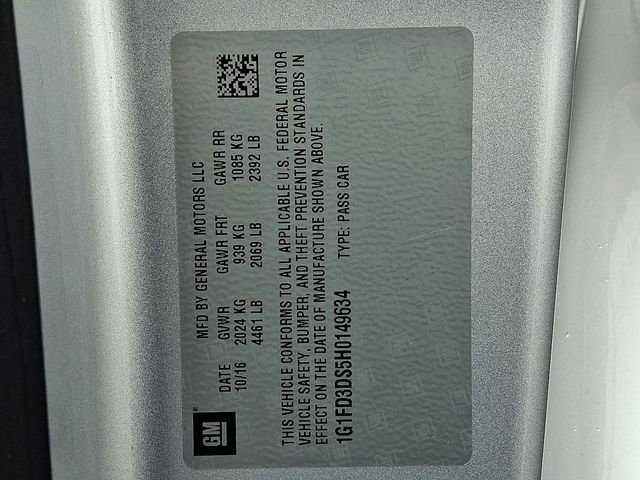 GM
MFD BY GENERAL MOTORS LLC
DATE GVWR GAWR FRT GAWR RR
10/16 2024 KG 939 KG 1085 KG
4461 LB 2069 LB 2392 LB
THIS VEHICLE CONFORMS TO ALL APPLICABLE U.S. FEDERAL MOTOR
VEHICLE SAFETY, BUMPER, AND THEFT PREVENTION STANDARDS IN
EFFECT ON THE DATE OF MANUFACTURE SHOWN ABOVE.
1G1FD3DS5H0149634 TYPE: PASS CAR